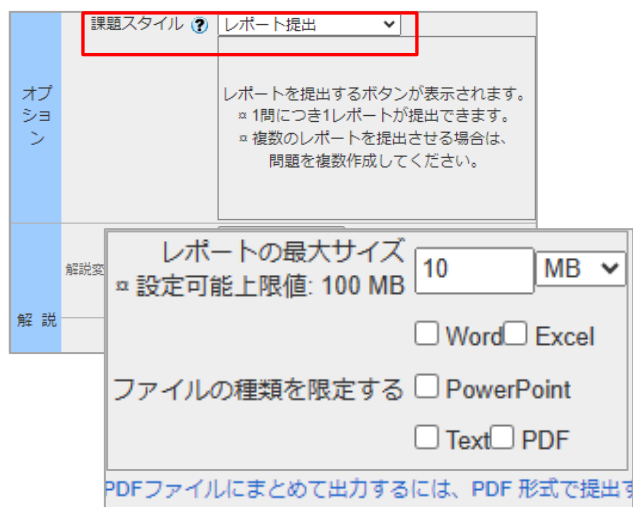 課題スタイル ? レポート提出
オプ
ショ
ン
レポートを提出するボタンが表示されます。
¤ 1問につき1レポートが提出できます。
¤ 複数のレポートを提出させる場合は、
問題を複数作成してください。
解 説
解説変
レポートの最大サイズ
¤ 設定可能上限値: 100 MB
10 MB
Word Excel
ファイルの種類を限定する PowerPoint
Text PDF
PDFファイルにまとめて出力するには、PDF 形式で提出す